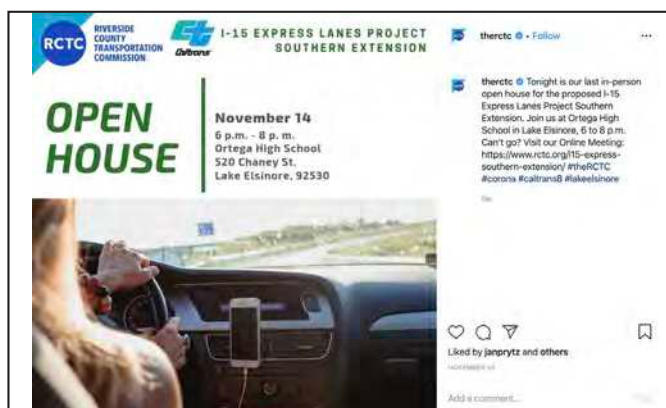 RCTC
RIVERSIDE
COUNTY
TRANSPORTATION
COMMISSION
Caltrans
I-15 EXPRESS LANES PROJECT
SOUTHERN EXTENSION
OPEN
HOUSE
November 14
6 p.m. - 8 p. m.
Ortega High School
520 Chaney St.
Lake Elsinore, 92530
therctc • Follow
therctc Tonight is our last in-person
open house for the proposed I-15
Express Lanes Project Southern
Extension. Join us at Ortega High
School in Lake Elsinore, 6 to 8 p.m.
Can't go? Visit our Online Meeting:
https://www.rctc.org/i15-express-
southern-extension/ #theRCTC
#corona #caltrans8 #lakeelsinore
Liked by janprytz and others
Add a comment...